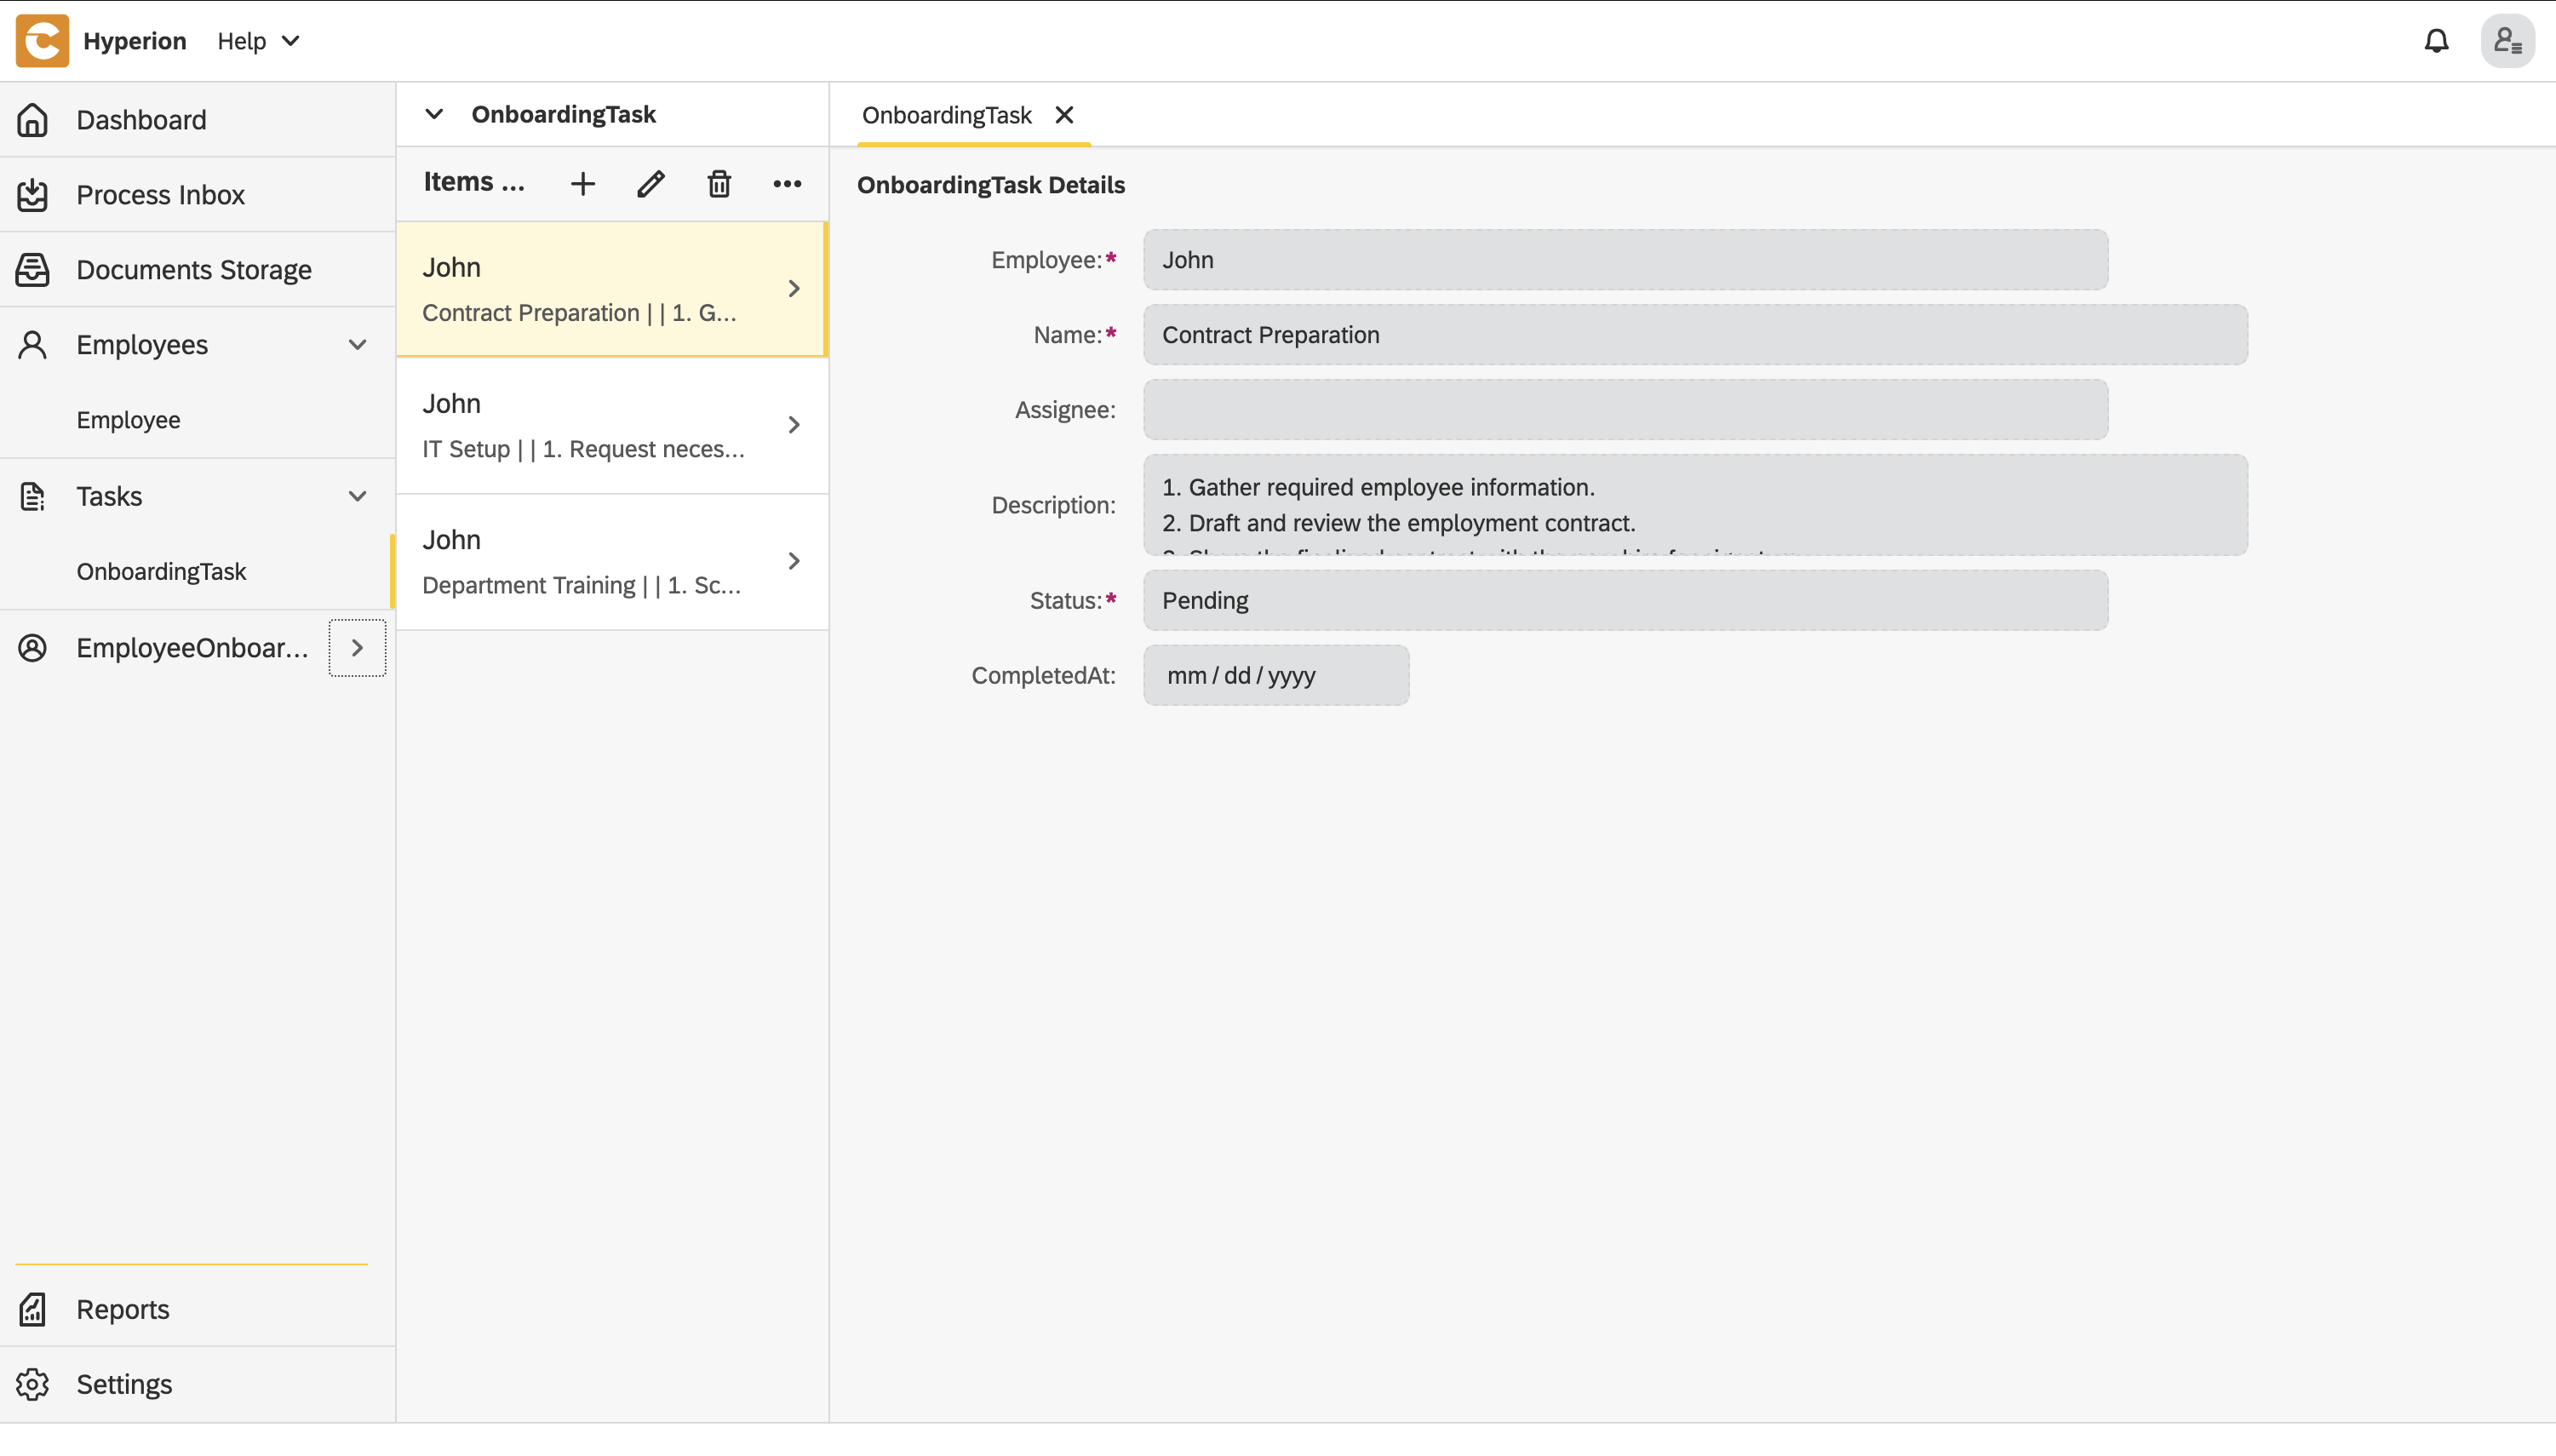 Hyperion
Help
Dashboard
Process Inbox
Documents Storage
Employees
Employee
Tasks
OnboardingTask
EmployeeOnboar...
Reports
Settings
OnboardingTask
Items ...
John
Contract Preparation | | 1. G...
John
IT Setup | | 1. Request neces...
John
Department Training | | 1. Sc...
OnboardingTask
OnboardingTask Details
Employee:*
John
Name:*
Contract Preparation
Assignee:
Description:
1. Gather required employee information.
2. Draft and review the employment contract.
Status:*
Pending
CompletedAt:
mm / dd / yyyy